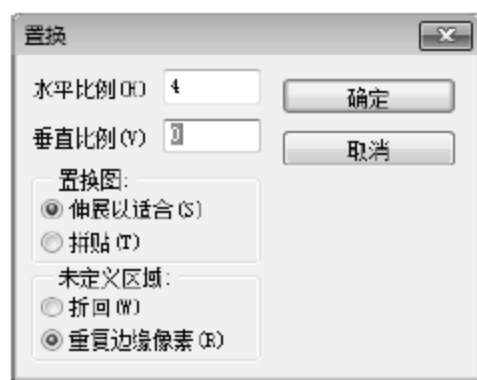 置换
水平比例(H) 4
确定
垂直比例(V) 0
取消
置换图:
伸展以适合(S)
拼贴(T)
未定义区域:
折回(W)
重复边缘像素(R)